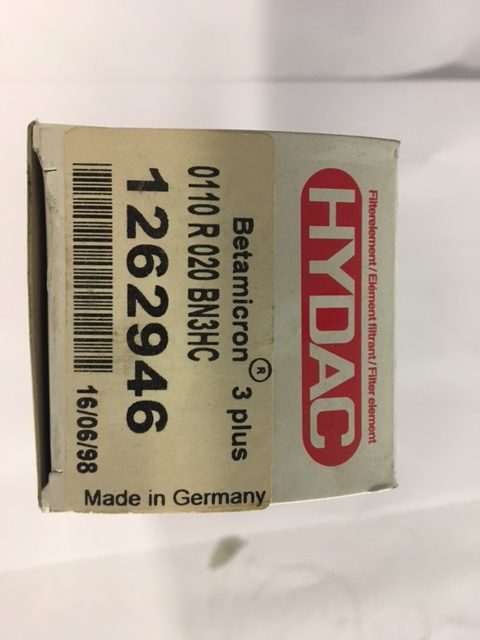 Filterelement / Elément filtrant / Filter element
HYDAC
Betamicron® 3 plus
0110 R 020 BN3HC
1262946
16/06/98
Made in Germany